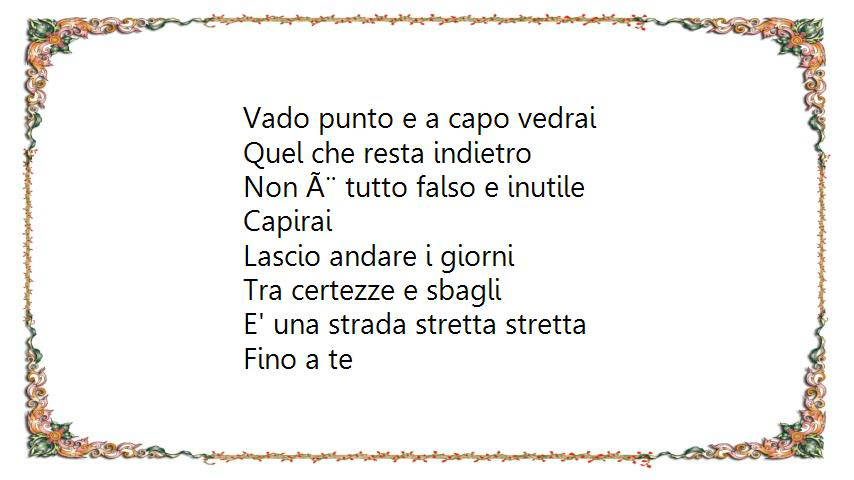 Vado punto e a capo vedrai
Quel che resta indietro
Non Ã¨ tutto falso e inutile
Capirai
Lascio andare i giorni
Tra certezze e sbagli
E' una strada stretta stretta
Fino a te